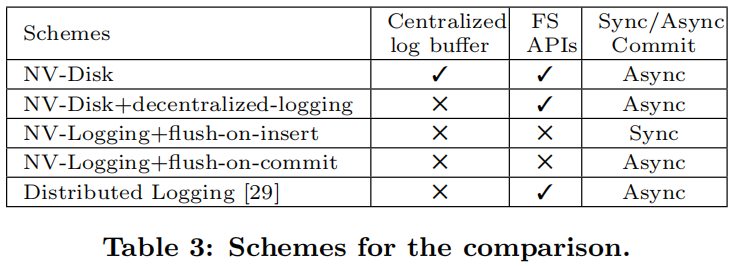 Schemes Centralized log buffer FS APIs Sync/Async Commit
NV-Disk ✓ ✓ Async
NV-Disk+decentralized-logging × ✓ Async
NV-Logging+flush-on-insert × × Sync
NV-Logging+flush-on-commit × × Async
Distributed Logging [29] × ✓ Async
Table 3: Schemes for the comparison.